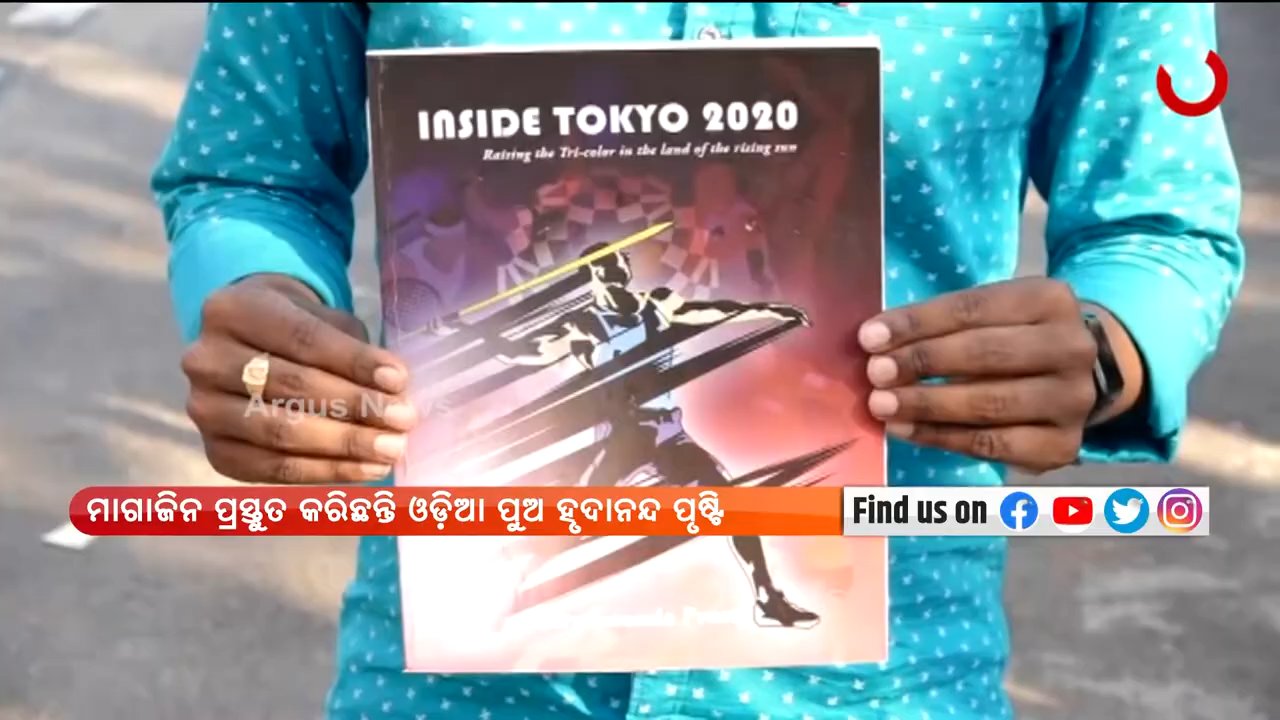 INSIDE TOKYO 2020
Raising the Tri-color in the land of the rising sun
Argus News
ମାଗାଜିନ ପ୍ରସ୍ତୁତ କରିଛନ୍ତି ଓଡ଼ିଆ ପୁଅ ହୃଦାନନ୍ଦ ପୃଷ୍ଟି
Find us on